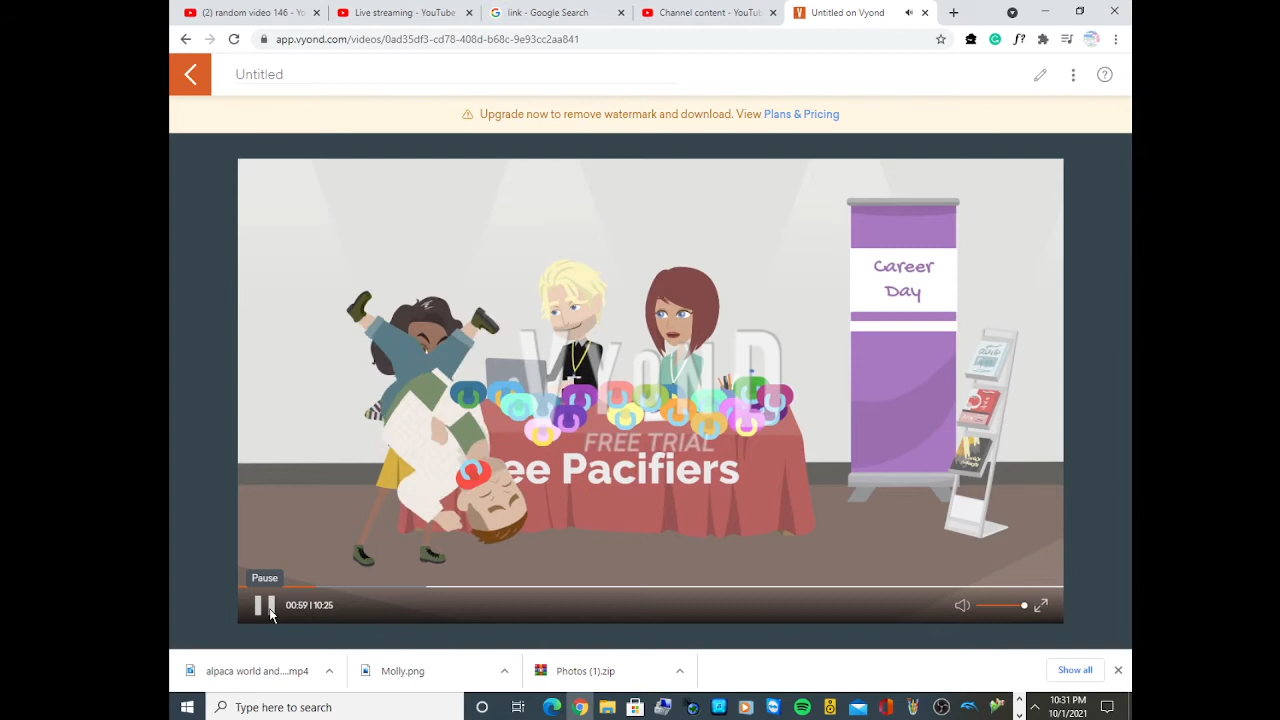 (2) random video 146 - Yo
Live streaming - YouTube
link - Google Search
Channel content - YouTu
Untitled on Vyond
app.vyond.com/videos/0ad35df3-cd78-408d-b68c-9e93cc2aa841
f?
Untitled
Upgrade now to remove watermark and download. View Plans & Pricing
Career
Day
VYOND
FREE TRIAL
ee Pacifiers
Pause
00:59 | 10:25
alpaca world and....mp4
Molly.png
Photos (1).zip
Show all
Type here to search
10:31 PM
10/1/2021